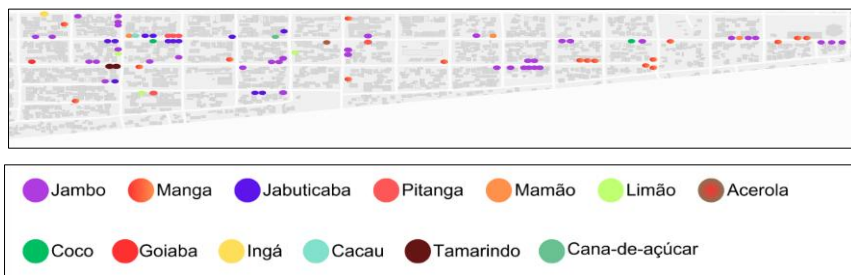 Jambo Manga Jabuticaba Pitanga Mamão Limão Acerola
Coco Goiaba Ingá Cacau Tamarindo Cana-de-açúcar